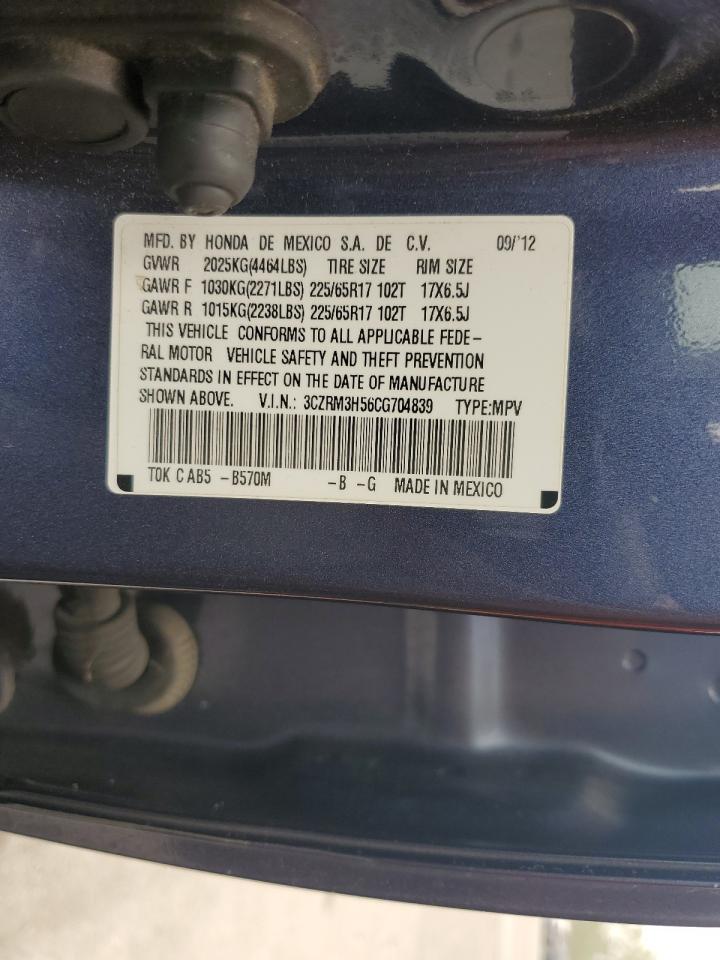 MFD. BY HONDA DE MEXICO S.A. DE C.V. 09/'12
GVWR 2025KG(4464LBS) TIRE SIZE RIM SIZE
GAWR F 1030KG(2271LBS) 225/65R17 102T 17X6.5J
GAWR R 1015KG(2238LBS) 225/65R17 102T 17X6.5J
THIS VEHICLE CONFORMS TO ALL APPLICABLE FEDE-
RAL MOTOR VEHICLE SAFETY AND THEFT PREVENTION
STANDARDS IN EFFECT ON THE DATE OF MANUFACTURE
SHOWN ABOVE. V.I.N.: 3CZRM3H56CG704839 TYPE:MPV
T0K C AB5 -B570M -B -G MADE IN MEXICO